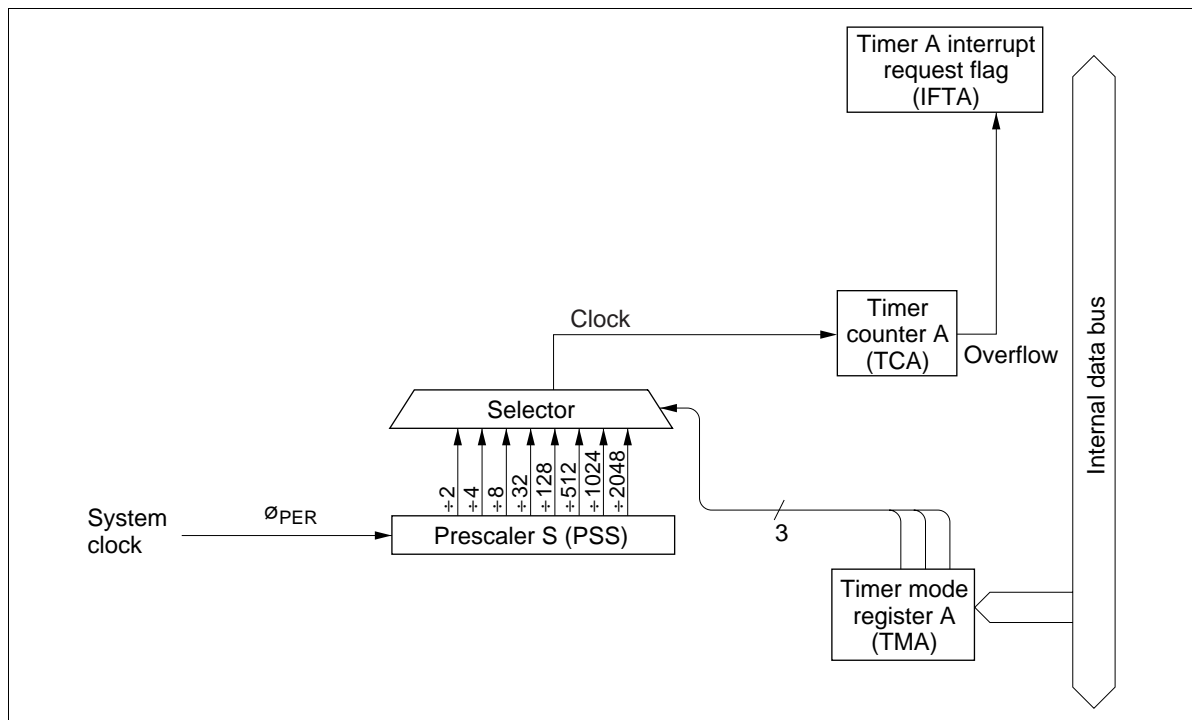 Timer A interrupt
request flag
(IFTA)
Internal data bus
Timer
counter A
(TCA)
Clock
Overflow
Selector
÷2
÷4
÷8
÷32
÷128
÷512
÷1024
÷2048
System
clock
øPER
Prescaler S (PSS)
3
Timer mode
register A
(TMA)